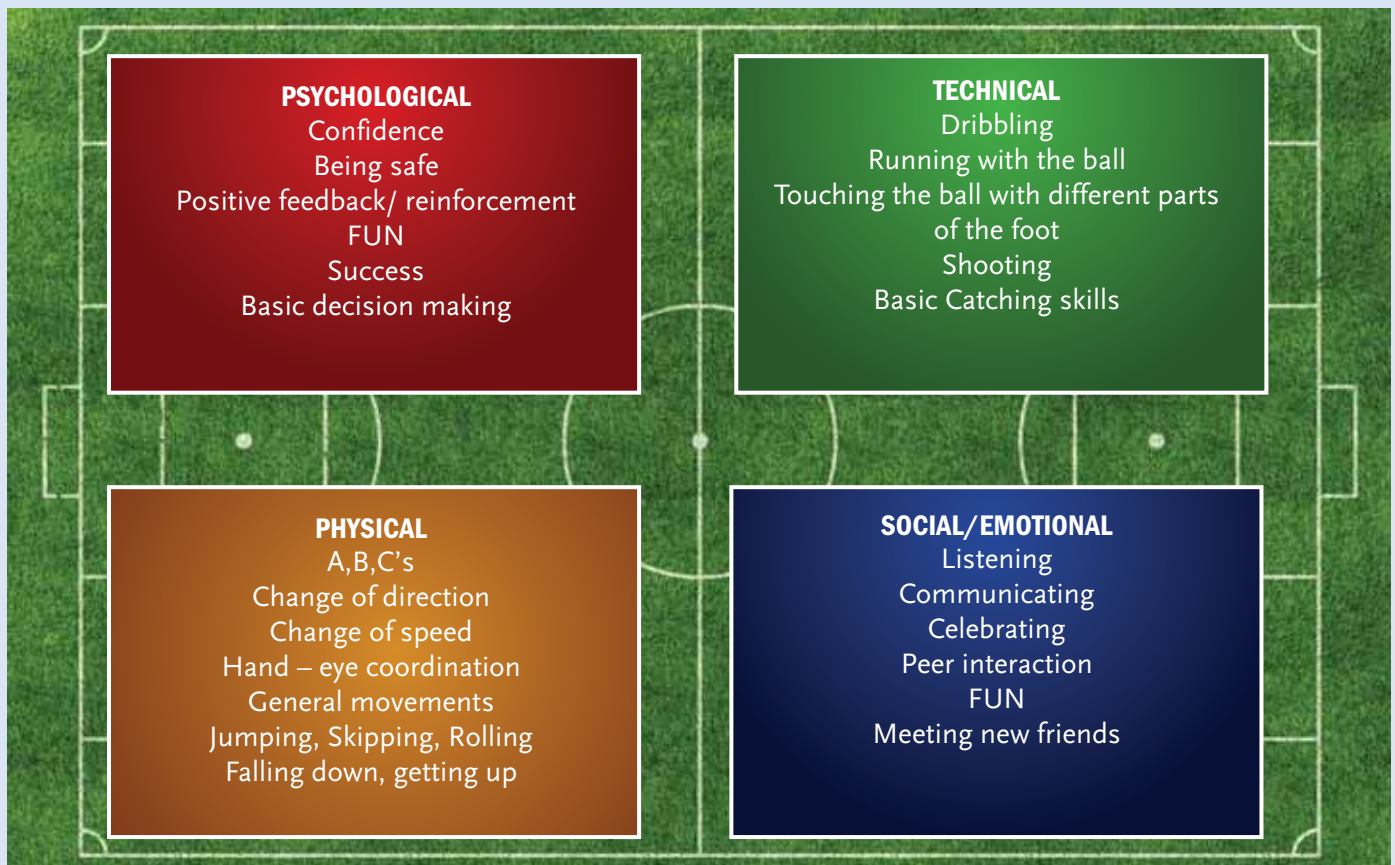 PSYCHOLOGICAL
Confidence
Being safe
Positive feedback/ reinforcement
FUN
Success
Basic decision making
TECHNICAL
Dribbling
Running with the ball
Touching the ball with different parts
of the foot
Shooting
Basic Catching skills
PHYSICAL
A,B,C’s
Change of direction
Change of speed
Hand – eye coordination
General movements
Jumping, Skipping, Rolling
Falling down, getting up
SOCIAL/EMOTIONAL
Listening
Communicating
Celebrating
Peer interaction
FUN
Meeting new friends